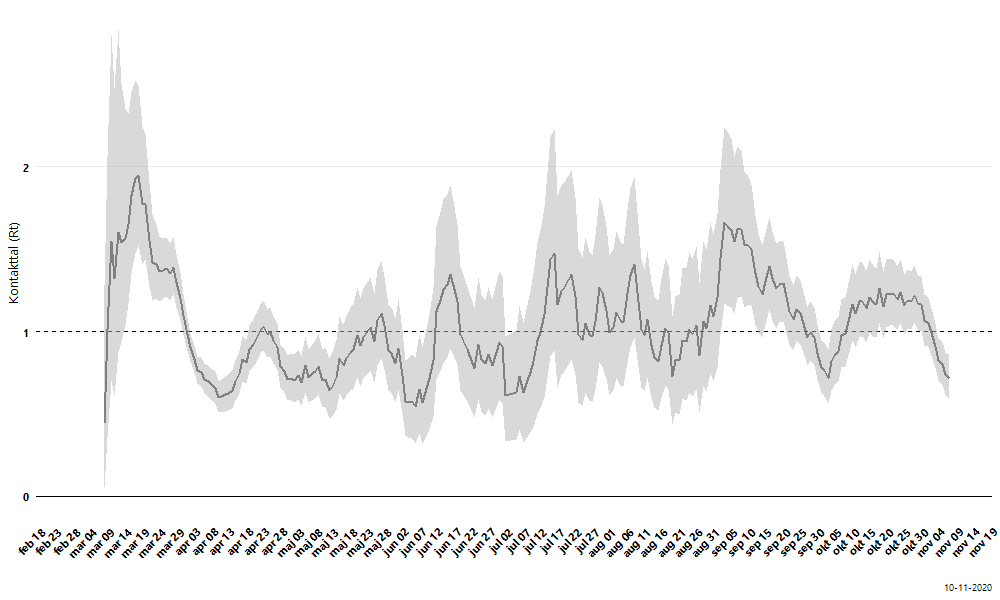 2
Kontakttal (Rt)
1
0
feb 18
feb 23
feb 28
mar 04
mar 09
mar 14
mar 19
mar 24
mar 29
apr 03
apr 08
apr 13
apr 18
apr 23
apr 28
maj 03
maj 08
maj 13
maj 18
maj 23
maj 28
jun 02
jun 07
jun 12
jun 17
jun 22
jun 27
jul 02
jul 07
jul 12
jul 17
jul 22
jul 27
aug 01
aug 06
aug 11
aug 16
aug 21
aug 26
aug 31
sep 05
sep 10
sep 15
sep 20
sep 25
sep 30
okt 05
okt 10
okt 15
okt 20
okt 25
okt 30
nov 04
nov 09
nov 14
nov 19
10-11-2020